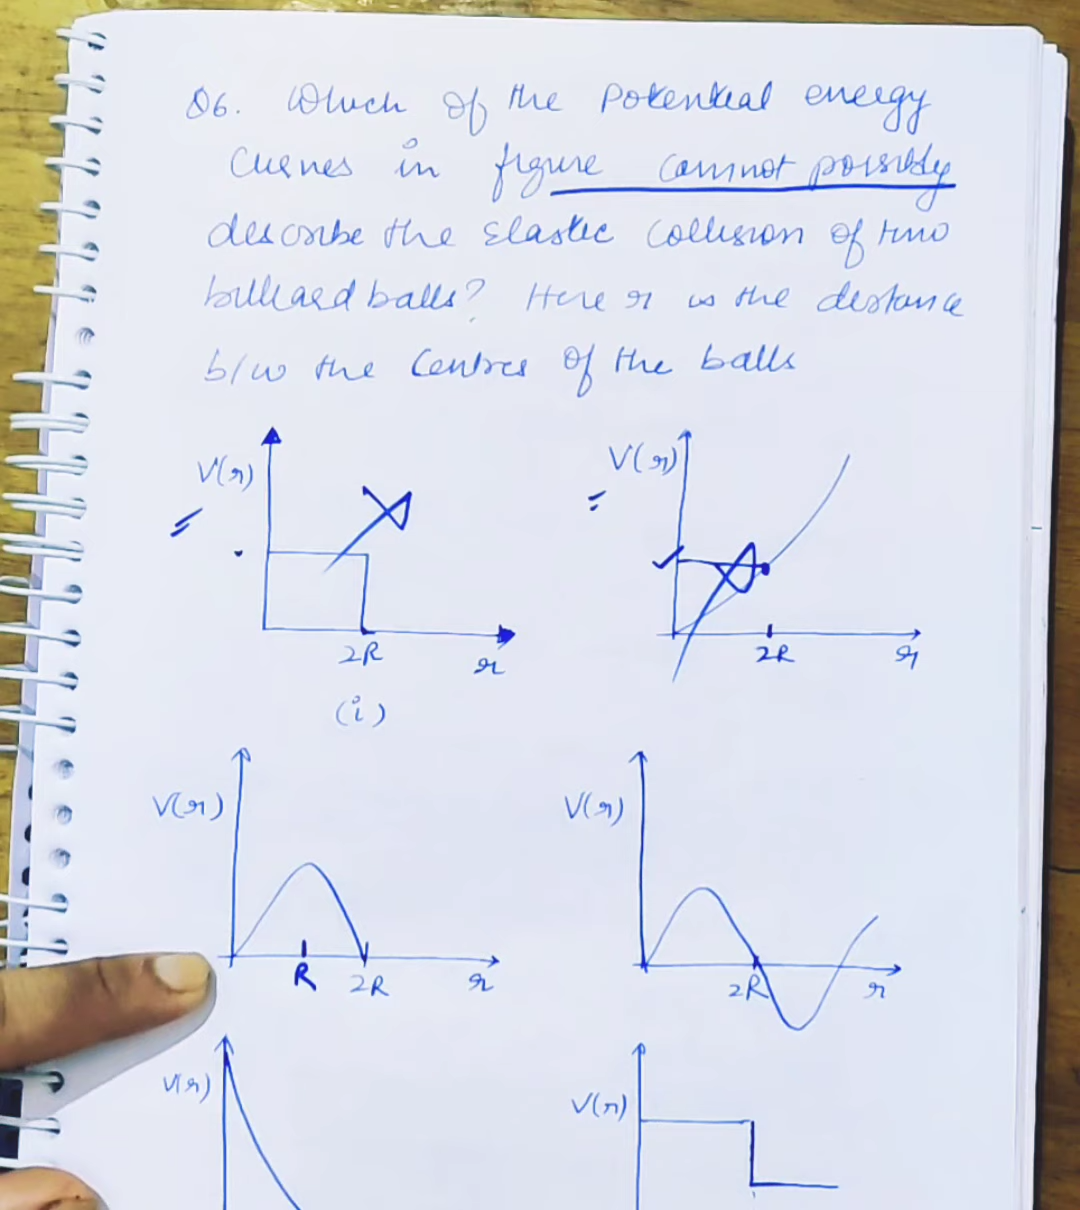 Q6. Which of the Potential energy
Curves in figure cannot possibly
describe the Elastic Collision of two
billiard balls? Here r is the distance
b/w the Centres of the balls
V(r)
V(r)
2R
r
2R
r
(i)
V(r)
V(r)
R
2R
r
2R
r
V(r)
V(r)